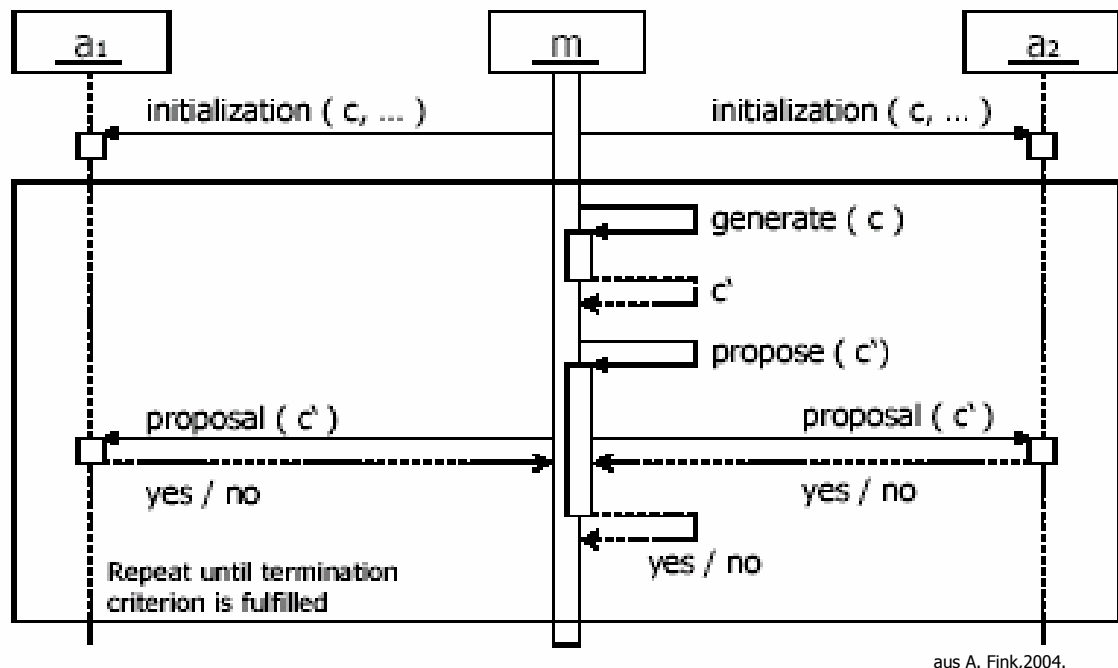 a1 m a2
initialization ( c, ... ) initialization ( c, ... )
generate ( c )
c‘
propose ( c‘)
proposal ( c‘ ) proposal ( c‘ )
yes / no yes / no
yes / no
Repeat until termination
criterion is fulfilled
aus A. Fink,2004.